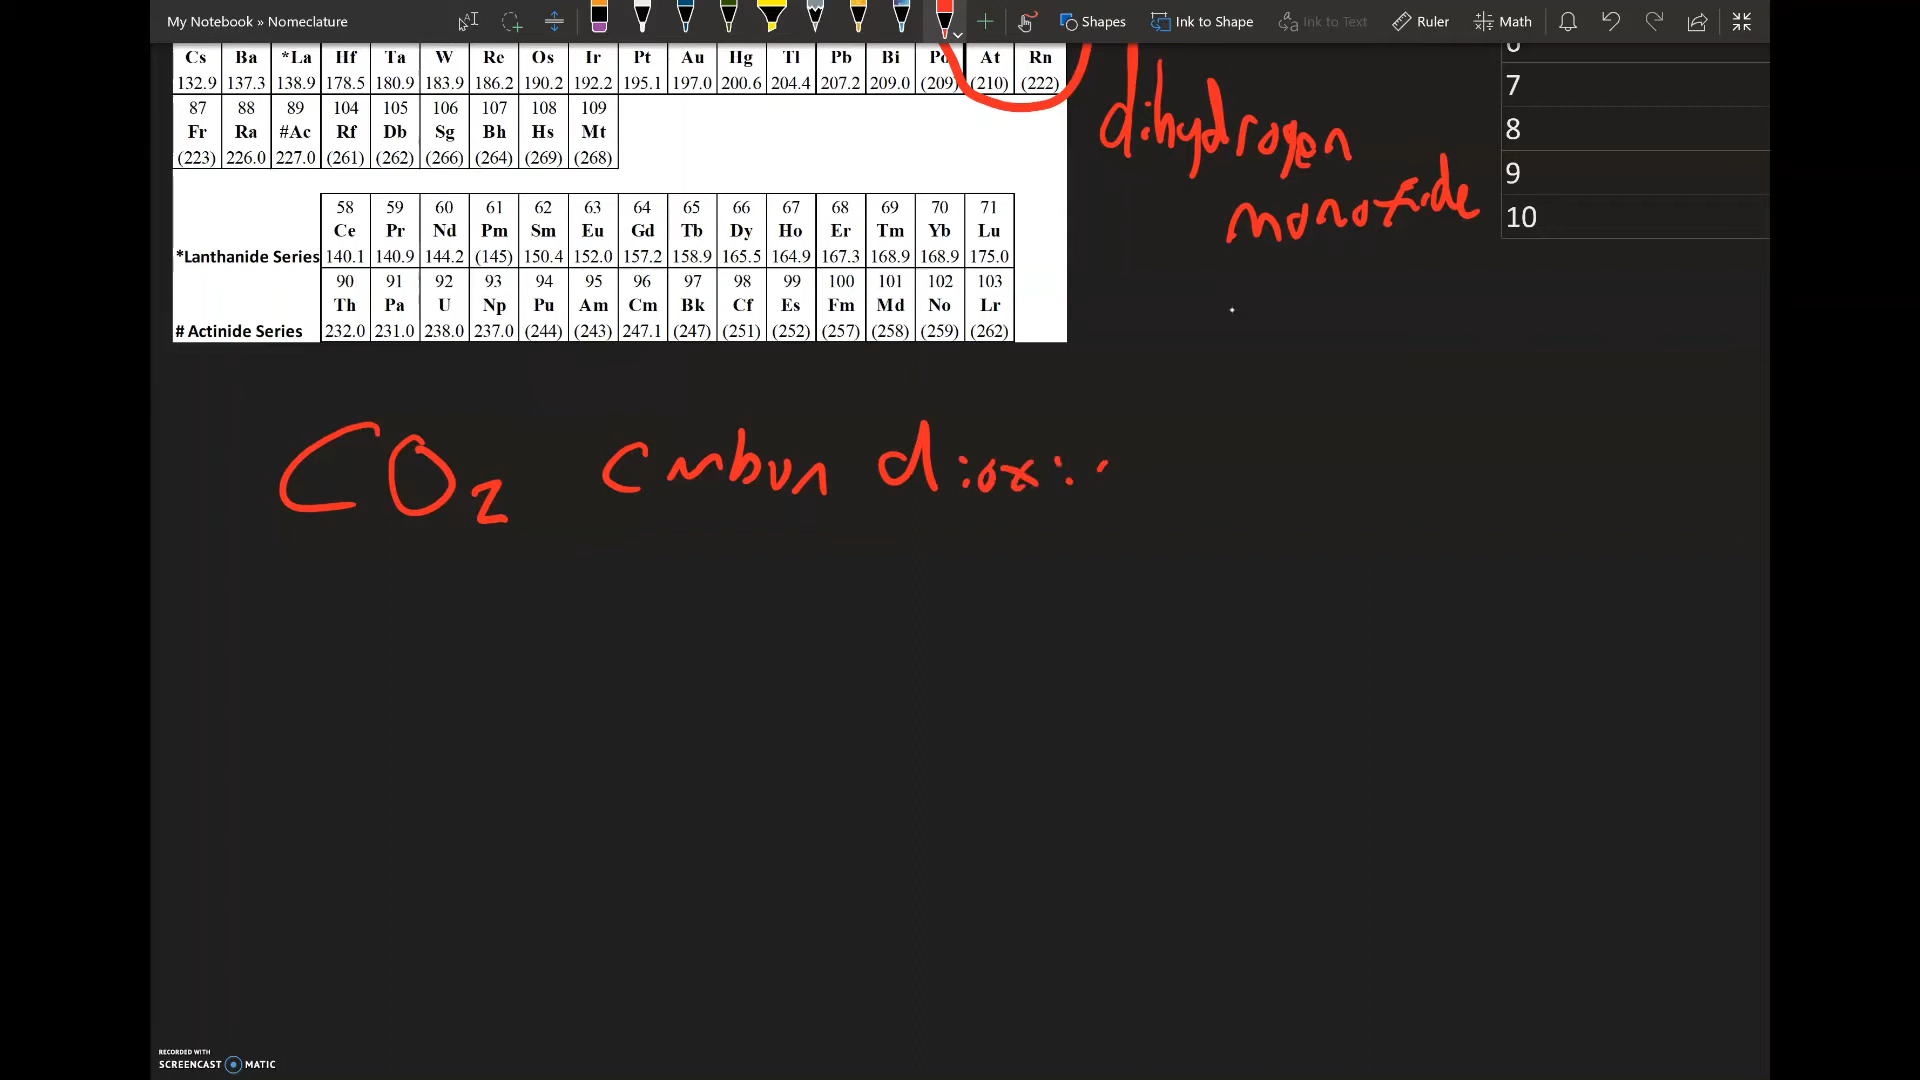 My Notebook » Nomeclature
Shapes Ink to Shape Ink to Text Ruler Math
Cs Ba *La Hf Ta W Re Os Ir Pt Au Hg Tl Pb Bi Po At Rn
132.9 137.3 138.9 178.5 180.9 183.9 186.2 190.2 192.2 195.1 197.0 200.6 204.4 207.2 209.0 (209) (210) (222)
87 88 89 104 105 106 107 108 109
Fr Ra #Ac Rf Db Sg Bh Hs Mt
(223) 226.0 227.0 (261) (262) (266) (264) (269) (268)
58 59 60 61 62 63 64 65 66 67 68 69 70 71
Ce Pr Nd Pm Sm Eu Gd Tb Dy Ho Er Tm Yb Lu
*Lanthanide Series 140.1 140.9 144.2 (145) 150.4 152.0 157.2 158.9 162.5 164.9 167.3 168.9 168.9 175.0
90 91 92 93 94 95 96 97 98 99 100 101 102 103
Th Pa U Np Pu Am Cm Bk Cf Es Fm Md No Lr
# Actinide Series 232.0 231.0 238.0 237.0 (244) (243) 247.1 (247) (251) (252) (257) (258) (259) (262)
dihydrogen
monoxide
7
8
9
10
CO₂ carbon dioxi
RECORDED WITH
SCREENCAST MATIC